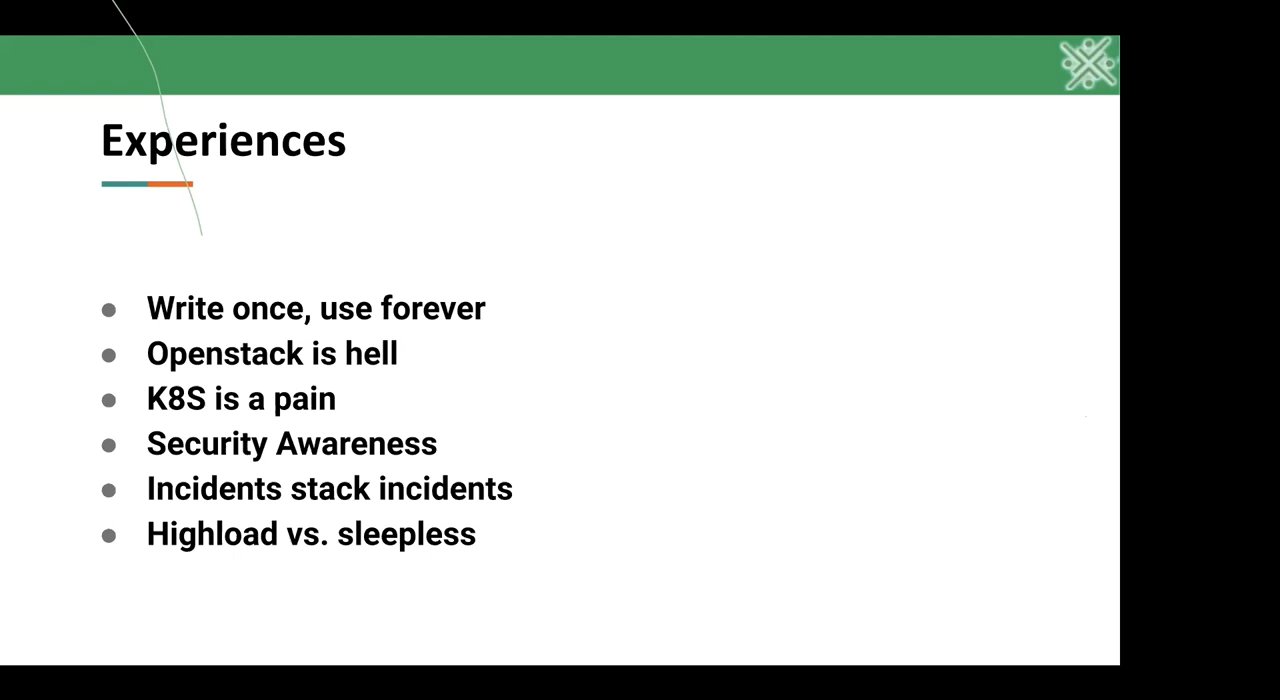 Experiences
Write once, use forever
Openstack is hell
K8S is a pain
Security Awareness
Incidents stack incidents
Highload vs. sleepless